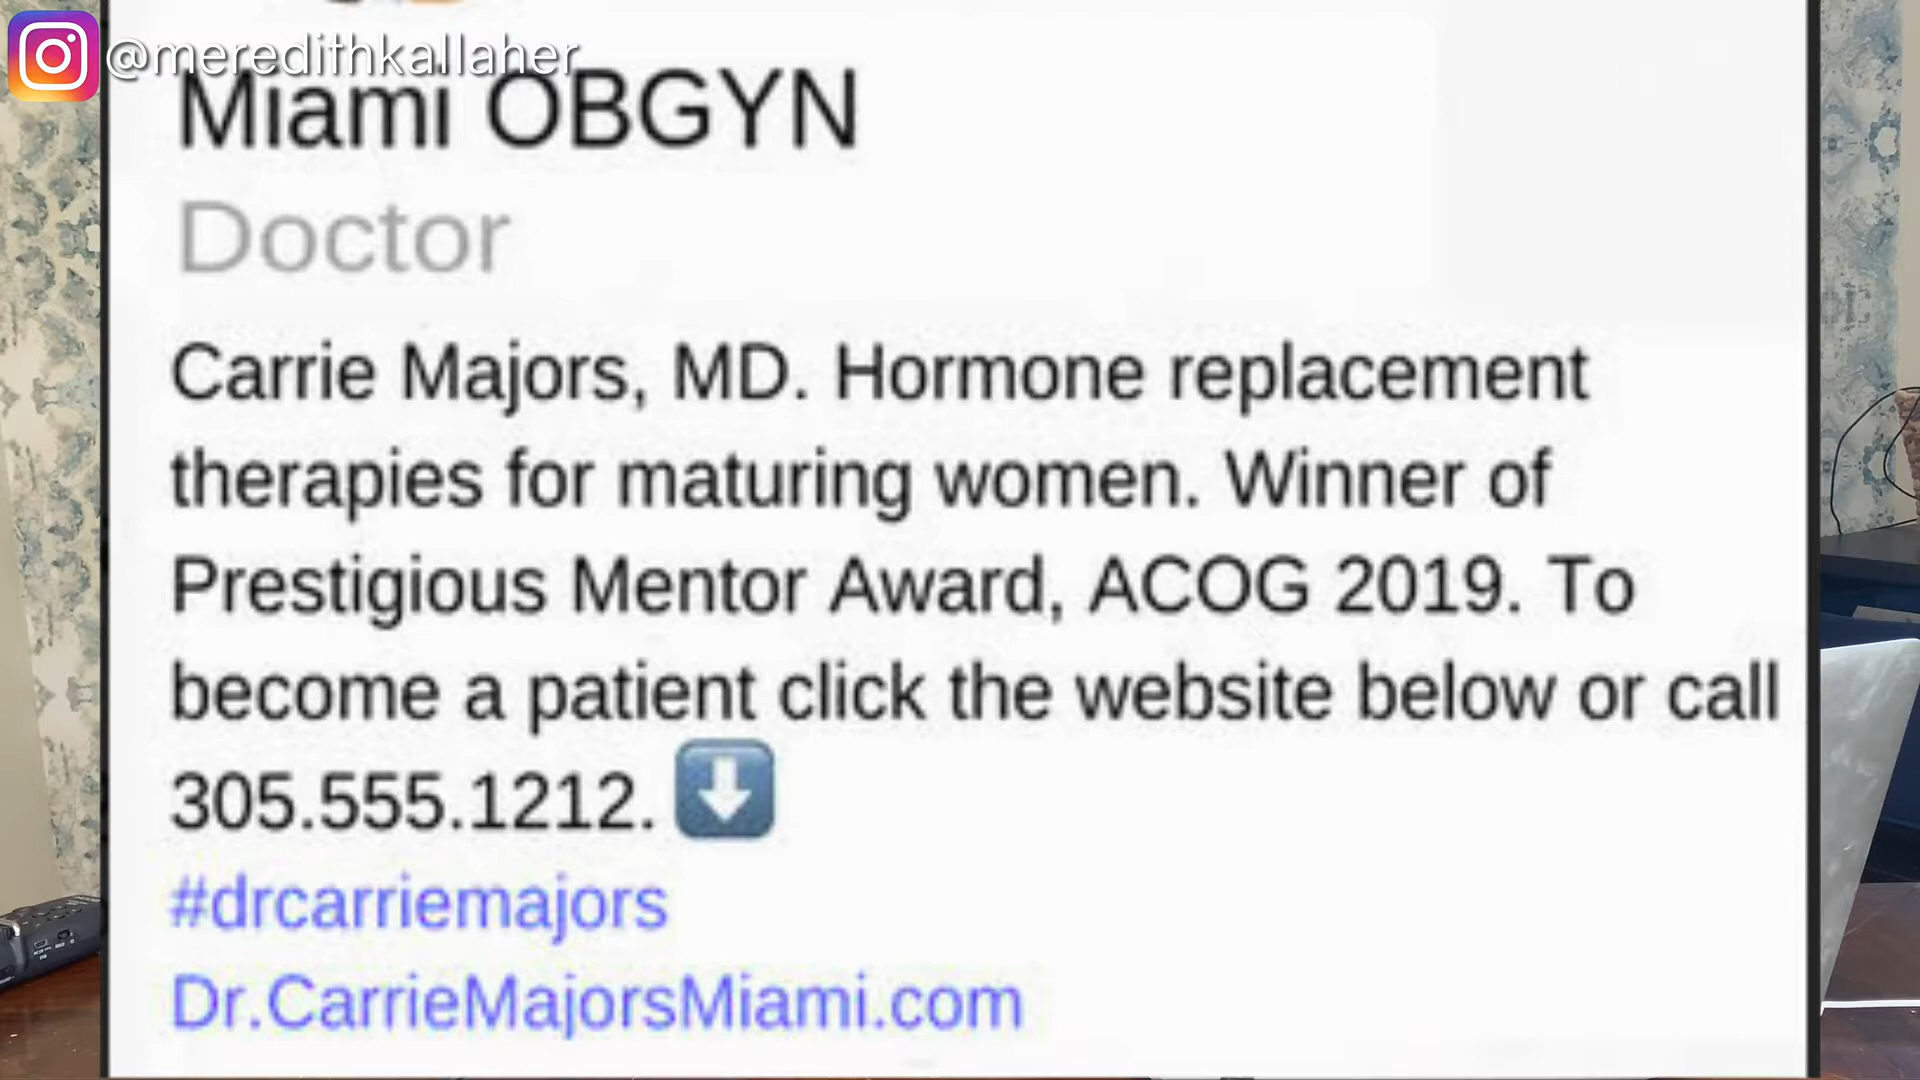 @meredithkallaher
Miami OBGYN
Doctor
Carrie Majors, MD. Hormone replacement
therapies for maturing women. Winner of
Prestigious Mentor Award, ACOG 2019. To
become a patient click the website below or call
305.555.1212. ⬇️
#drcarriemajors
Dr.CarrieMajorsMiami.com